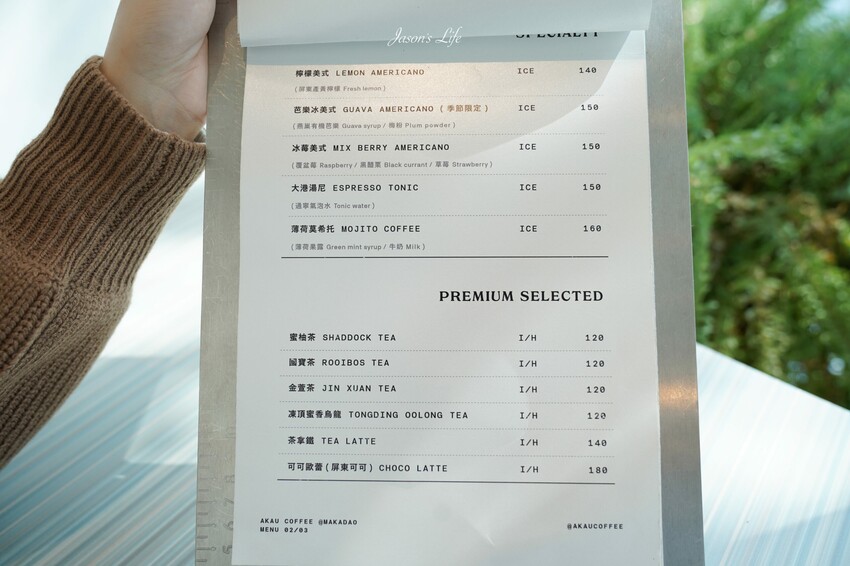 Jason's Life
SPECIALTY
檸檬美式 LEMON AMERICANO ICE 140
(屏東產黃檸檬 Fresh lemon)
芭樂冰美式 GUAVA AMERICANO (季節限定) ICE 150
(燕巢有機芭樂 Guava syrup / 梅粉 Plum powder)
冰莓美式 MIX BERRY AMERICANO ICE 150
(覆盆莓 Raspberry / 黑醋栗 Black currant / 草莓 Strawberry)
大港湯尼 ESPRESSO TONIC ICE 150
(通寧氣泡水 Tonic water)
薄荷莫希托 MOJITO COFFEE ICE 160
(薄荷果露 Green mint syrup / 牛奶 Milk)
PREMIUM SELECTED
蜜柚茶 SHADDOCK TEA I/H 120
國寶茶 ROOIBOS TEA I/H 120
金萱茶 JIN XUAN TEA I/H 120
凍頂蜜香烏龍 TONGDING OOLONG TEA I/H 120
茶拿鐵 TEA LATTE I/H 140
可可歐蕾(屏東可可) CHOCO LATTE I/H 180
AKAU COFFEE @MAKADAO
MENU 02/03
@AKAUCOFFEE